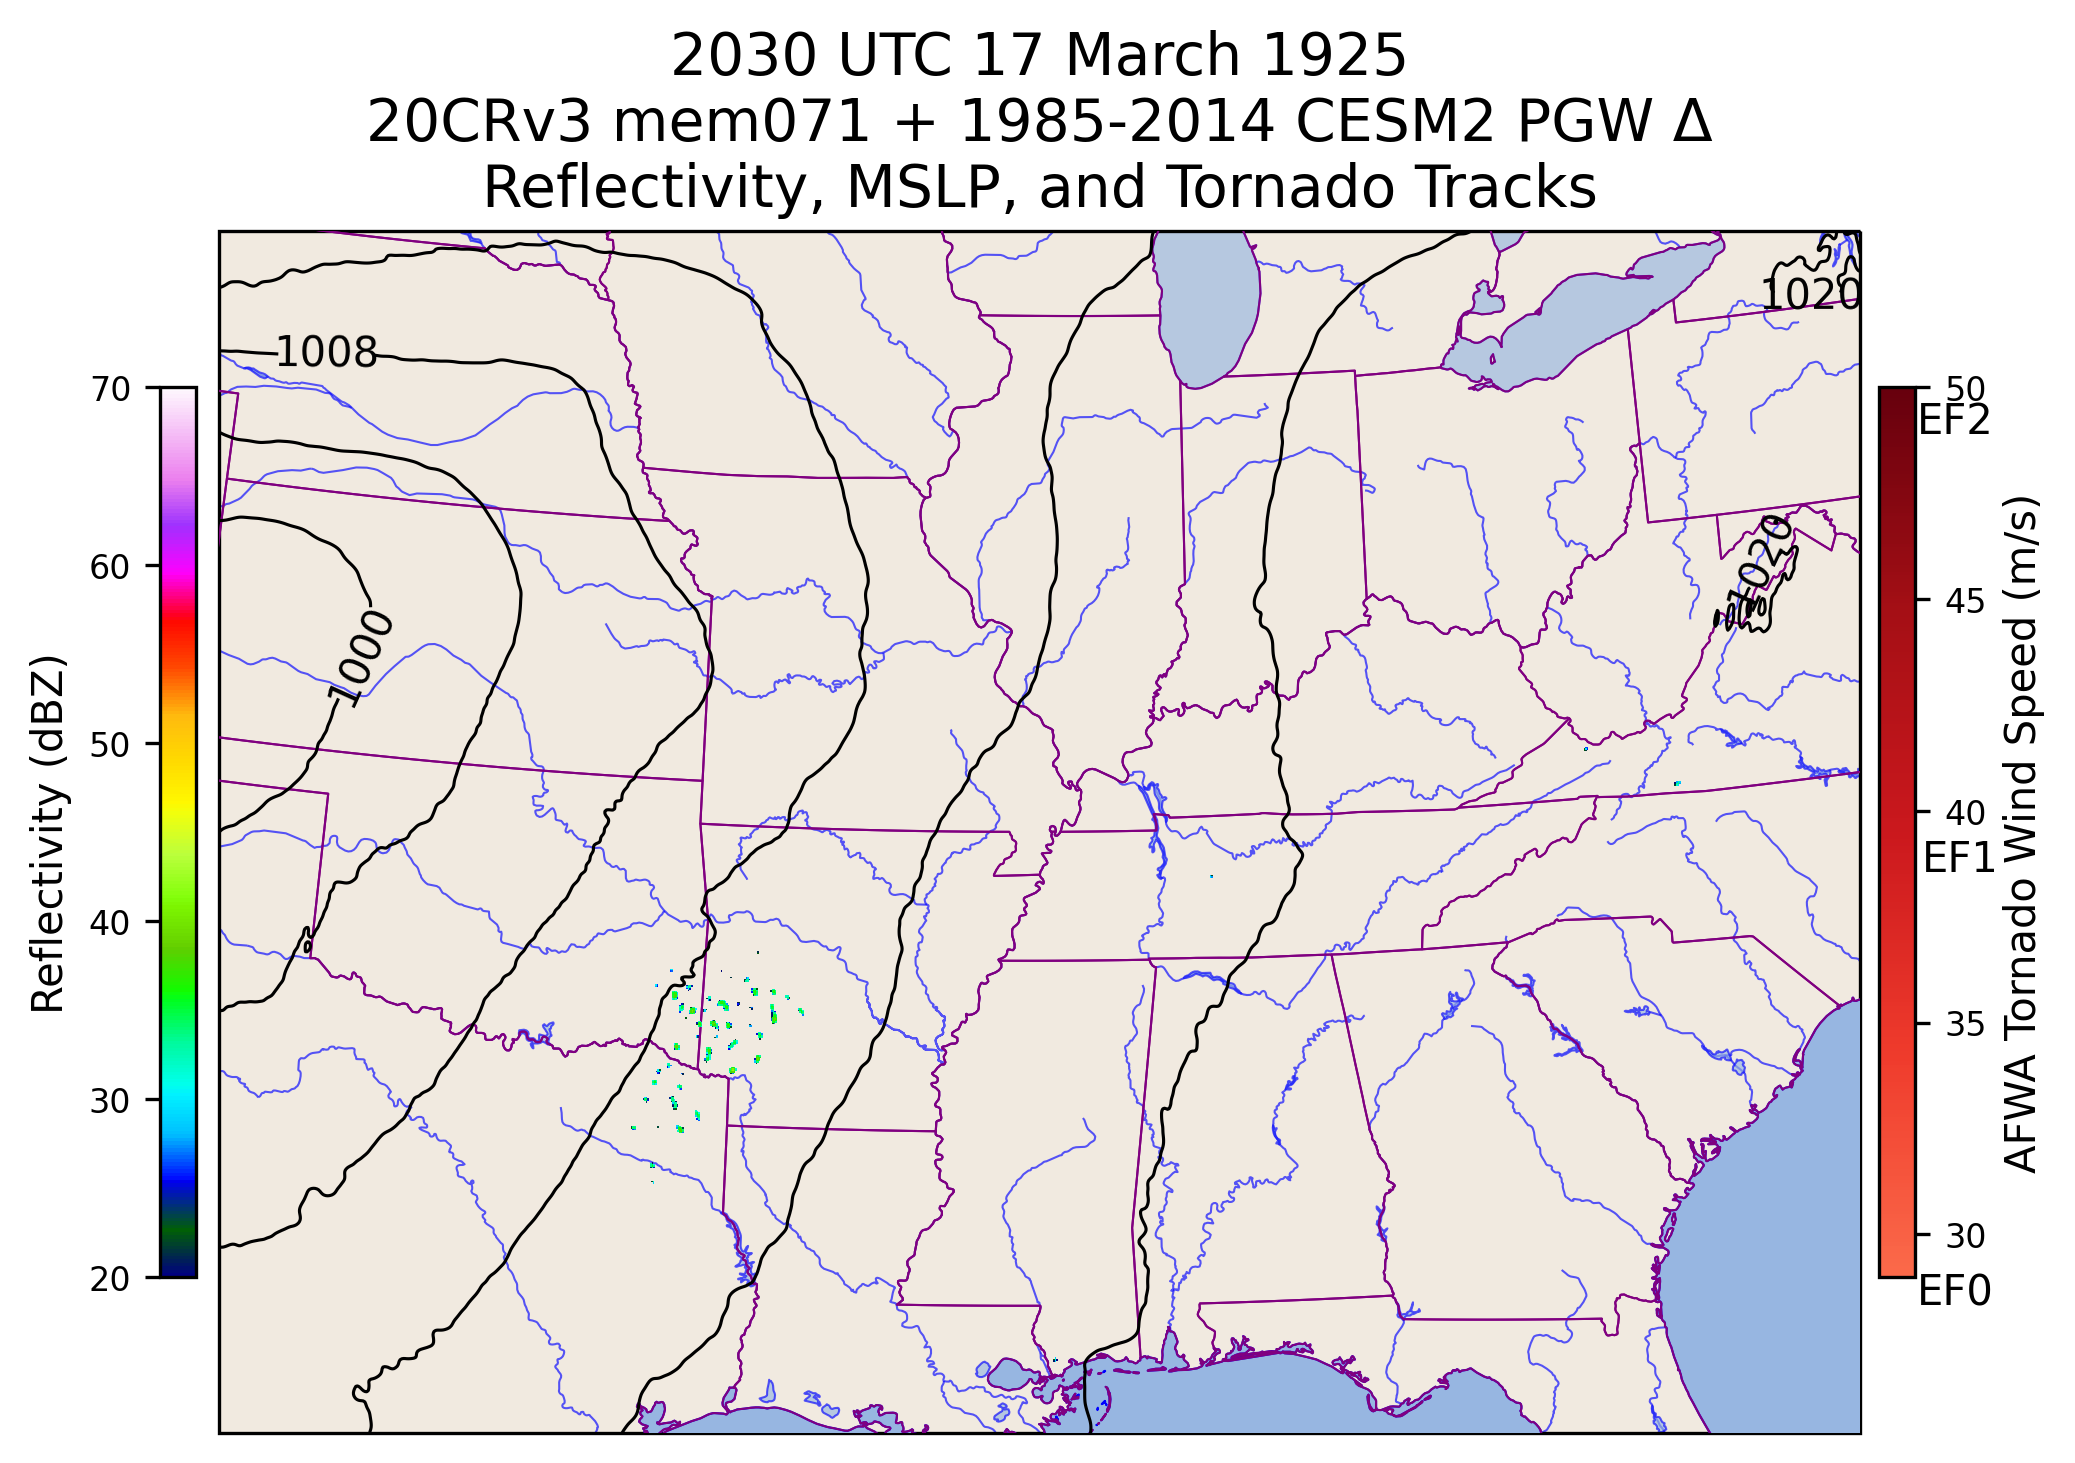 2030 UTC 17 March 1925
20CRv3 mem071 + 1985-2014 CESM2 PGW Δ
Reflectivity, MSLP, and Tornado Tracks
1020
1008
1000
1020
70
60
50
40
30
20
Reflectivity (dBZ)
50
EF2
45
40
EF1
35
30
EF0
AFWA Tornado Wind Speed (m/s)